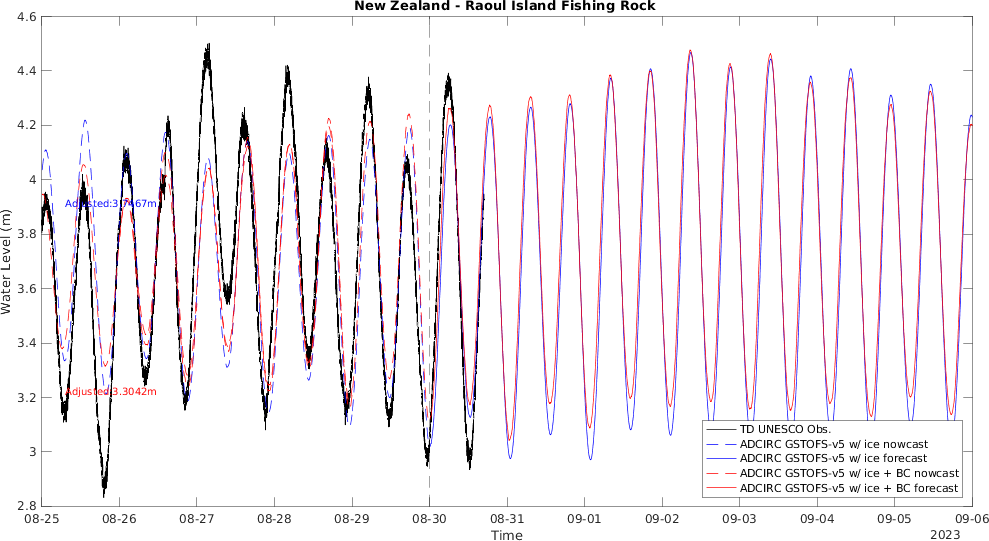 New Zealand - Raoul Island Fishing Rock
Water Level (m)
4.6
4.4
4.2
4
3.8
3.6
3.4
3.2
3
2.8
Adjusted:3.7467m
Adjusted:3.3042m
TD UNESCO Obs.
ADCIRC GSTOFS-v5 w/ ice nowcast
ADCIRC GSTOFS-v5 w/ ice forecast
ADCIRC GSTOFS-v5 w/ ice + BC nowcast
ADCIRC GSTOFS-v5 w/ ice + BC forecast
08-25 08-26 08-27 08-28 08-29 08-30 08-31 09-01 09-02 09-03 09-04 09-05 09-06
Time
2023